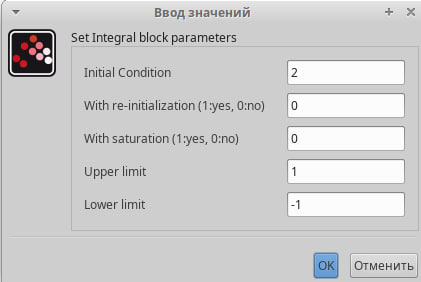 Ввод значений
Set Integral block parameters
Initial Condition 2
With re-initialization (1:yes, 0:no) 0
With saturation (1:yes, 0:no) 0
Upper limit 1
Lower limit -1
OK Отменить